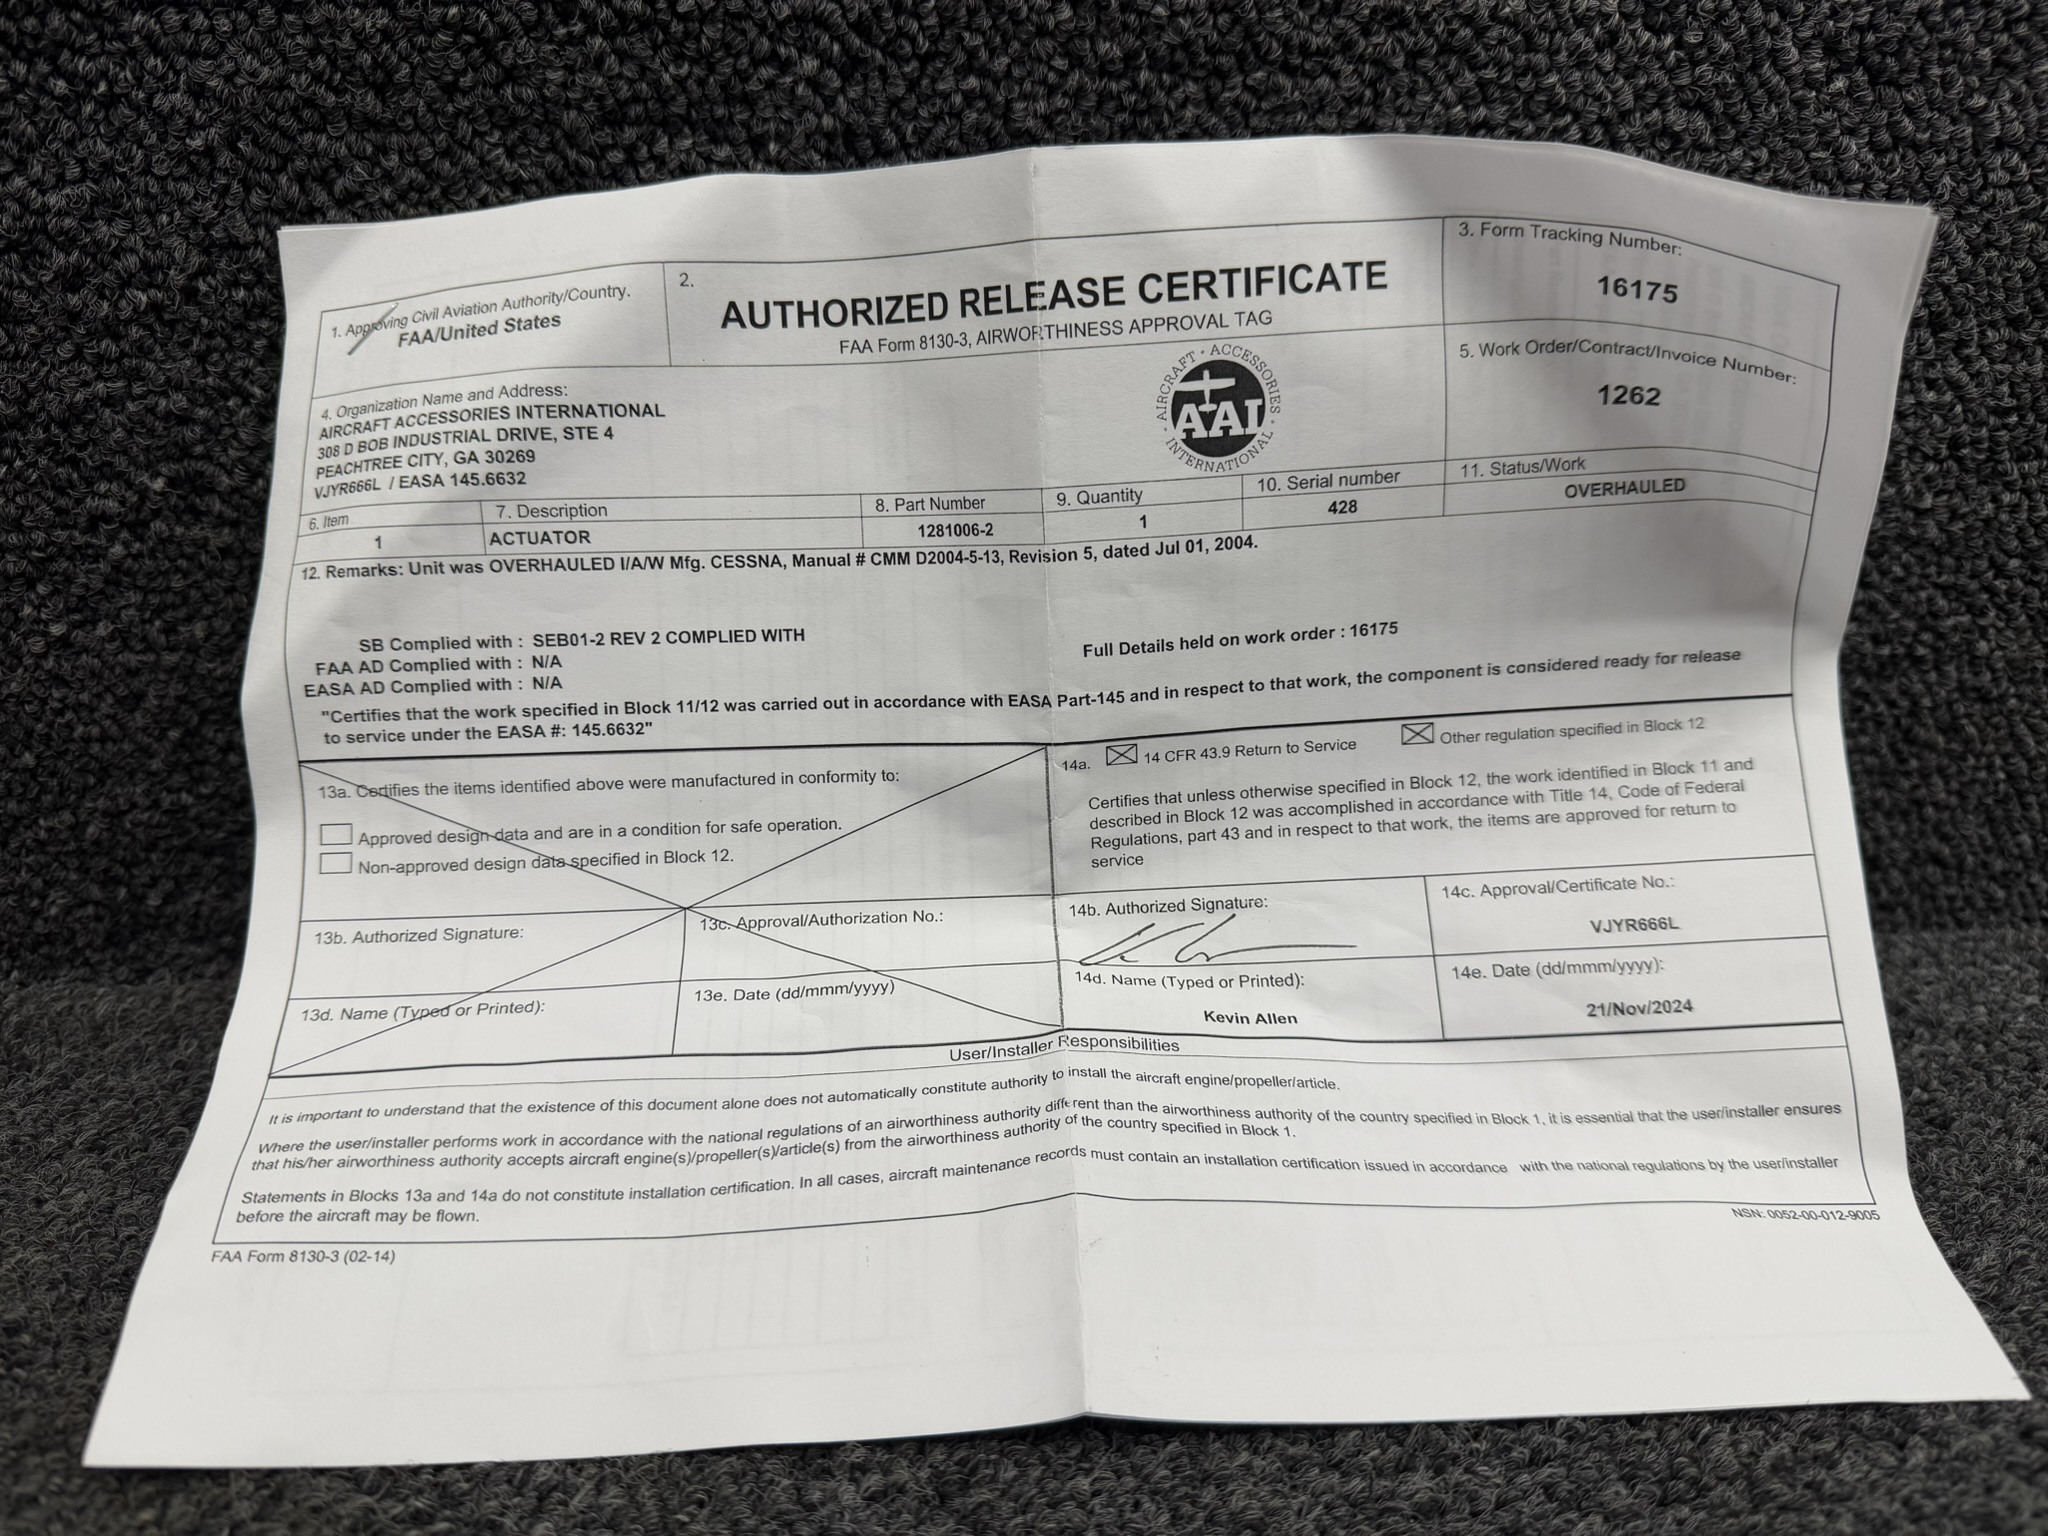 1. Approving Civil Aviation Authority/Country.
FAA/United States
2.
AUTHORIZED RELEASE CERTIFICATE
FAA Form 8130-3, AIRWORTHINESS APPROVAL TAG
3. Form Tracking Number:
16175
4. Organization Name and Address:
AIRCRAFT ACCESSORIES INTERNATIONAL
308 D BOB INDUSTRIAL DRIVE, STE 4
PEACHTREE CITY, GA 30269
VJYR666L / EASA 145.6632
AIRCRAFT · ACCESSORIES · INTERNATIONAL ·
AAI
5. Work Order/Contract/Invoice Number:
1262
6. Item
7. Description
8. Part Number
9. Quantity
10. Serial number
11. Status/Work
1
ACTUATOR
1281006-2
1
428
OVERHAULED
12. Remarks: Unit was OVERHAULED I/A/W Mfg. CESSNA, Manual # CMM D2004-5-13, Revision 5, dated Jul 01, 2004.
SB Complied with : SEB01-2 REV 2 COMPLIED WITH
FAA AD Complied with : N/A
EASA AD Complied with : N/A
Full Details held on work order : 16175
"Certifies that the work specified in Block 11/12 was carried out in accordance with EASA Part-145 and in respect to that work, the component is considered ready for release
to service under the EASA #: 145.6632"
13a. Certifies the items identified above were manufactured in conformity to:
Approved design data and are in a condition for safe operation.
Non-approved design data specified in Block 12.
14a. 14 CFR 43.9 Return to Service
Other regulation specified in Block 12
Certifies that unless otherwise specified in Block 12, the work identified in Block 11 and
described in Block 12 was accomplished in accordance with Title 14, Code of Federal
Regulations, part 43 and in respect to that work, the items are approved for return to
service
13b. Authorized Signature:
13c. Approval/Authorization No.:
14b. Authorized Signature:
14c. Approval/Certificate No.:
VJYR666L
13d. Name (Typed or Printed):
13e. Date (dd/mmm/yyyy)
14d. Name (Typed or Printed):
Kevin Allen
14e. Date (dd/mmm/yyyy):
21/Nov/2024
User/Installer Responsibilities
It is important to understand that the existence of this document alone does not automatically constitute authority to install the aircraft engine/propeller/article.
Where the user/installer performs work in accordance with the national regulations of an airworthiness authority different than the airworthiness authority of the country specified in Block 1, it is essential that the user/installer ensures
that his/her airworthiness authority accepts aircraft engine(s)/propeller(s)/article(s) from the airworthiness authority of the country specified in Block 1.
Statements in Blocks 13a and 14a do not constitute installation certification. In all cases, aircraft maintenance records must contain an installation certification issued in accordance with the national regulations by the user/installer
before the aircraft may be flown.
FAA Form 8130-3 (02-14)
NSN: 0052-00-012-9005